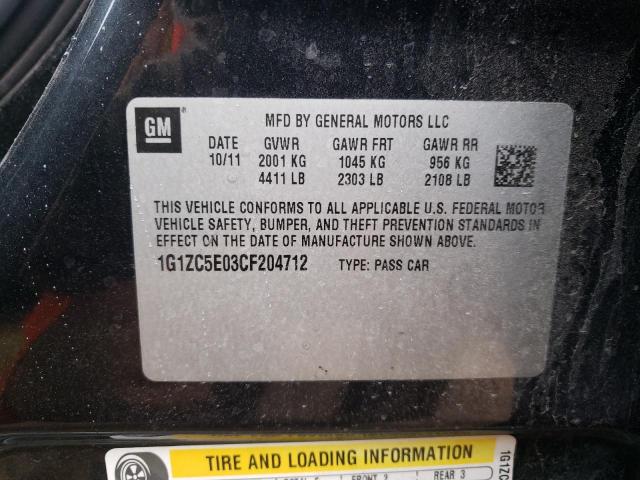 GM ® MFD BY GENERAL MOTORS LLC
DATE GVWR GAWR FRT GAWR RR
10/11 2001 KG 1045 KG 956 KG
4411 LB 2303 LB 2108 LB
THIS VEHICLE CONFORMS TO ALL APPLICABLE U.S. FEDERAL MOTOR
VEHICLE SAFETY, BUMPER, AND THEFT PREVENTION STANDARDS IN
EFFECT ON THE DATE OF MANUFACTURE SHOWN ABOVE.
1G1ZC5E03CF204712 TYPE: PASS CAR
TIRE AND LOADING INFORMATION
FRONT 2 REAR 3
1G1ZC